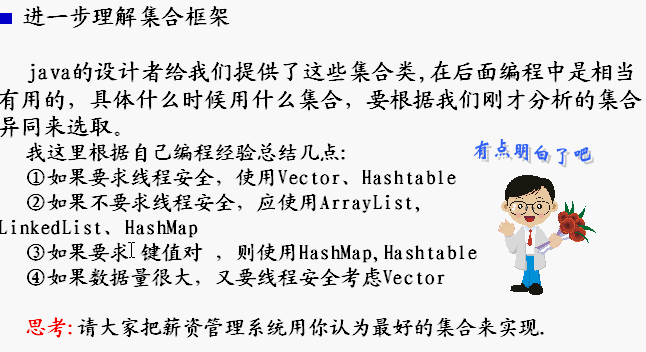 进一步理解集合框架
java的设计者给我们提供了这些集合类,在后面编程中是相当
有用的，具体什么时候用什么集合，要根据我们刚才分析的集合
异同来选取。
我这里根据自己编程经验总结几点:
有点明白了吧
①如果要求线程安全，使用Vector、Hashtable
②如果不要求线程安全，应使用ArrayList,
LinkedList、HashMap
③如果要求 键值对 ，则使用HashMap,Hashtable
④如果数据量很大，又要线程安全考虑Vector
思考:请大家把薪资管理系统用你认为最好的集合来实现.